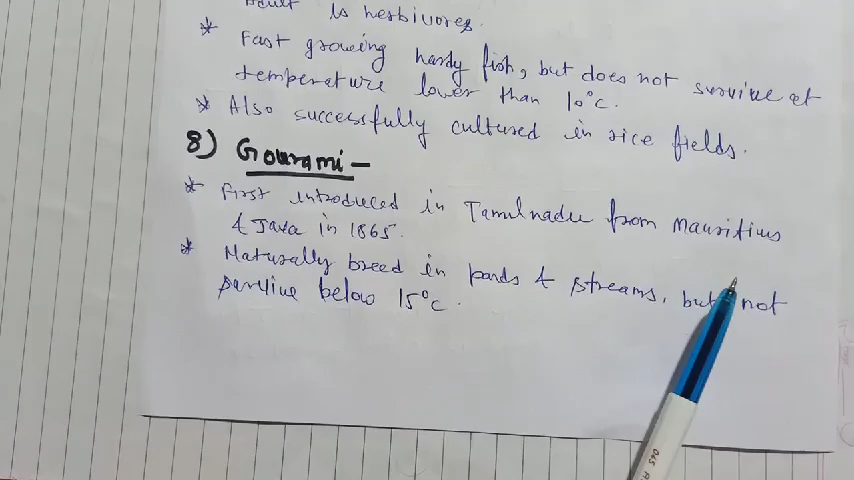 Adult is herbivores.
* Fast growing hardy fish, but does not survive at
temperature lower than 10°C.
* Also successfully cultured in rice fields.
8) Gourami -
* First introduced in Tamilnadu from Mauritius
& Java in 1865.
* Naturally breed in ponds & streams, but not
survive below 15°C.